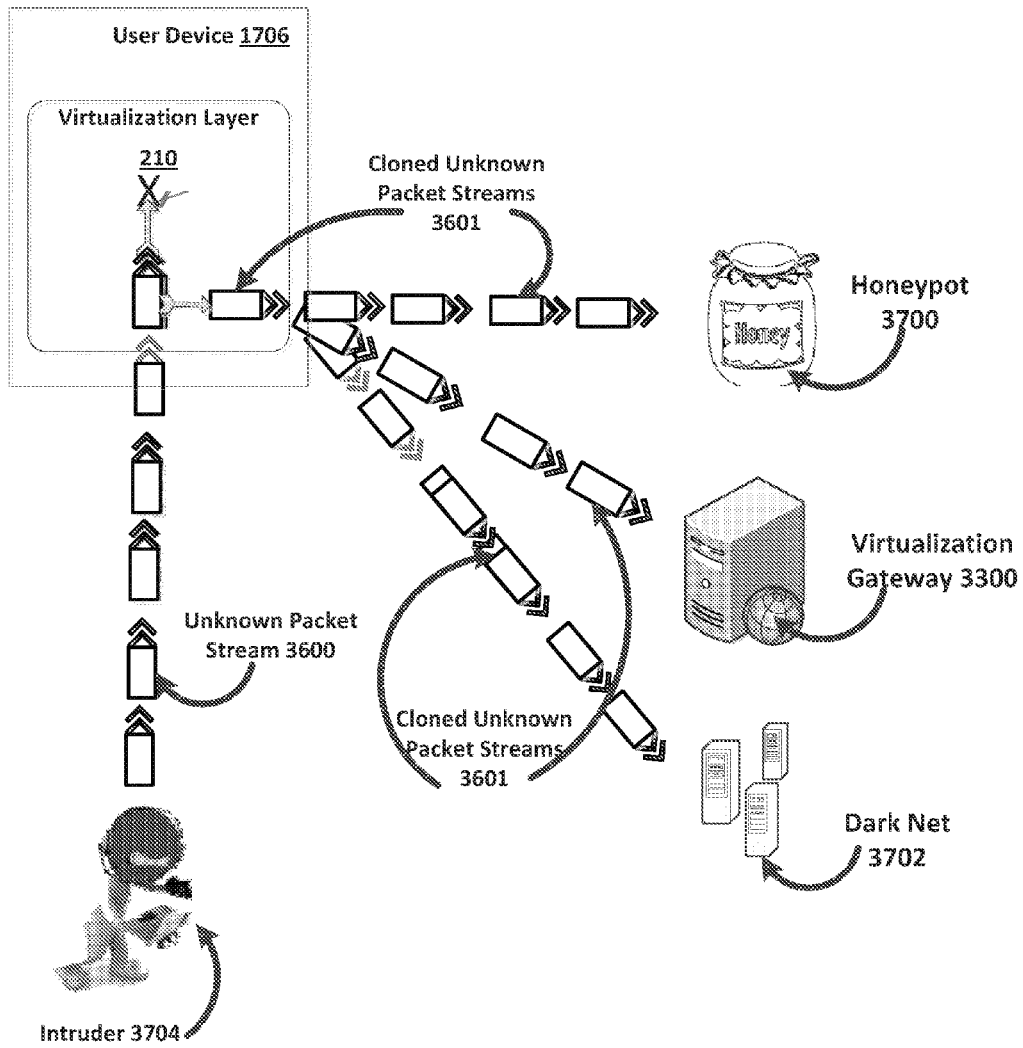 User Device 1706
Virtualization Layer
210
Cloned Unknown
Packet Streams
3601
Honey
Honeypot
3700
Virtualization
Gateway 3300
Unknown Packet
Stream 3600
Cloned Unknown
Packet Streams
3601
Dark Net
3702
Intruder 3704